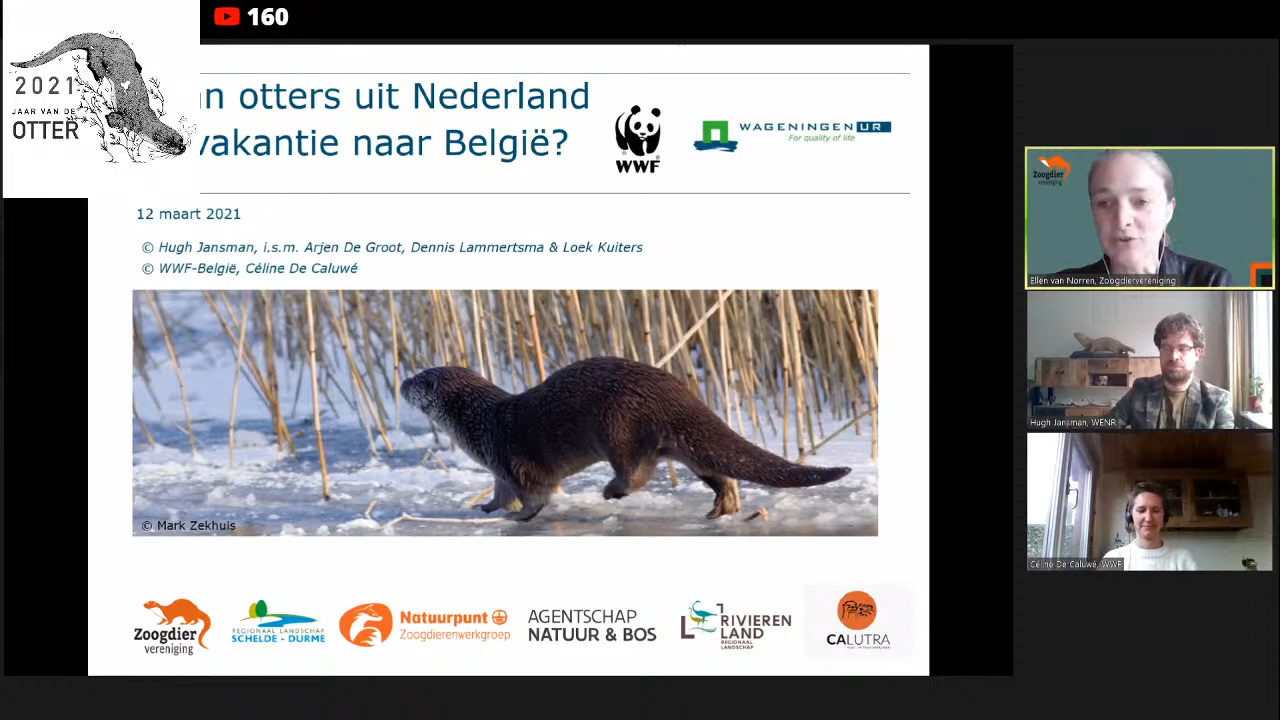 160
2021
JAAR VAN DE
OTTER
n otters uit Nederland
vakantie naar België?
WWF
WAGENINGEN UR
For quality of life
12 maart 2021
© Hugh Jansman, i.s.m. Arjen De Groot, Dennis Lammertsma & Loek Kuiters
© WWF-België, Céline De Caluwé
© Mark Zekhuis
Zoogdier
vereniging
REGIONAAL LANDSCHAP
SCHELDE - DURME
Natuurpunt
Zoogdierenwerkgroep
AGENTSCHAP
NATUUR & BOS
RIVIEREN
LAND
REGIONAAL
LANDSCHAP
CALUTRA
Zoogdier
vereniging
Ellen van Norren, Zoogdiervereniging
Hugh Jansman, WENR
Céline De Caluwé, WWF